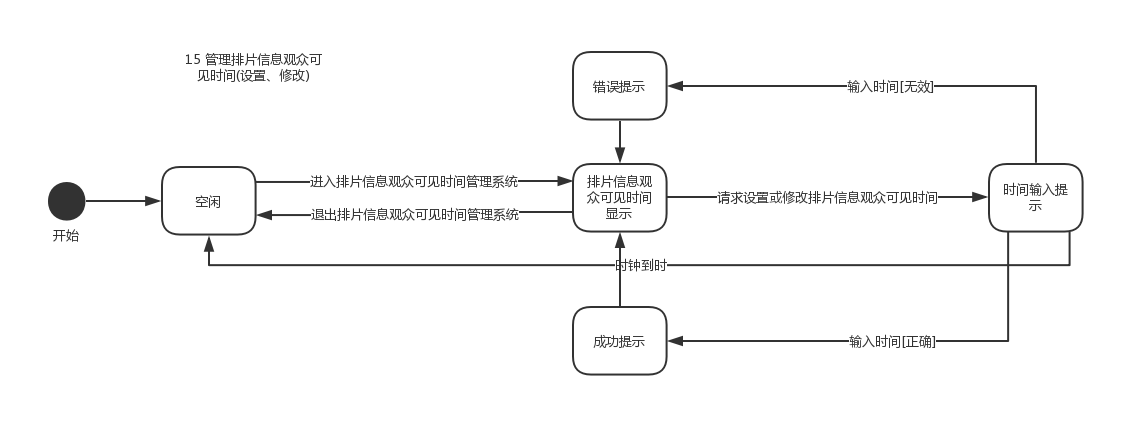 15 管理排片信息观众可
见时间(设置、修改)
错误提示
输入时间[无效]
开始
空闲
进入排片信息观众可见时间管理系统
退出排片信息观众可见时间管理系统
排片信息观
众可见时间
显示
请求设置或修改排片信息观众可见时间
时间输入提
示
时钟到时
成功提示
输入时间[正确]